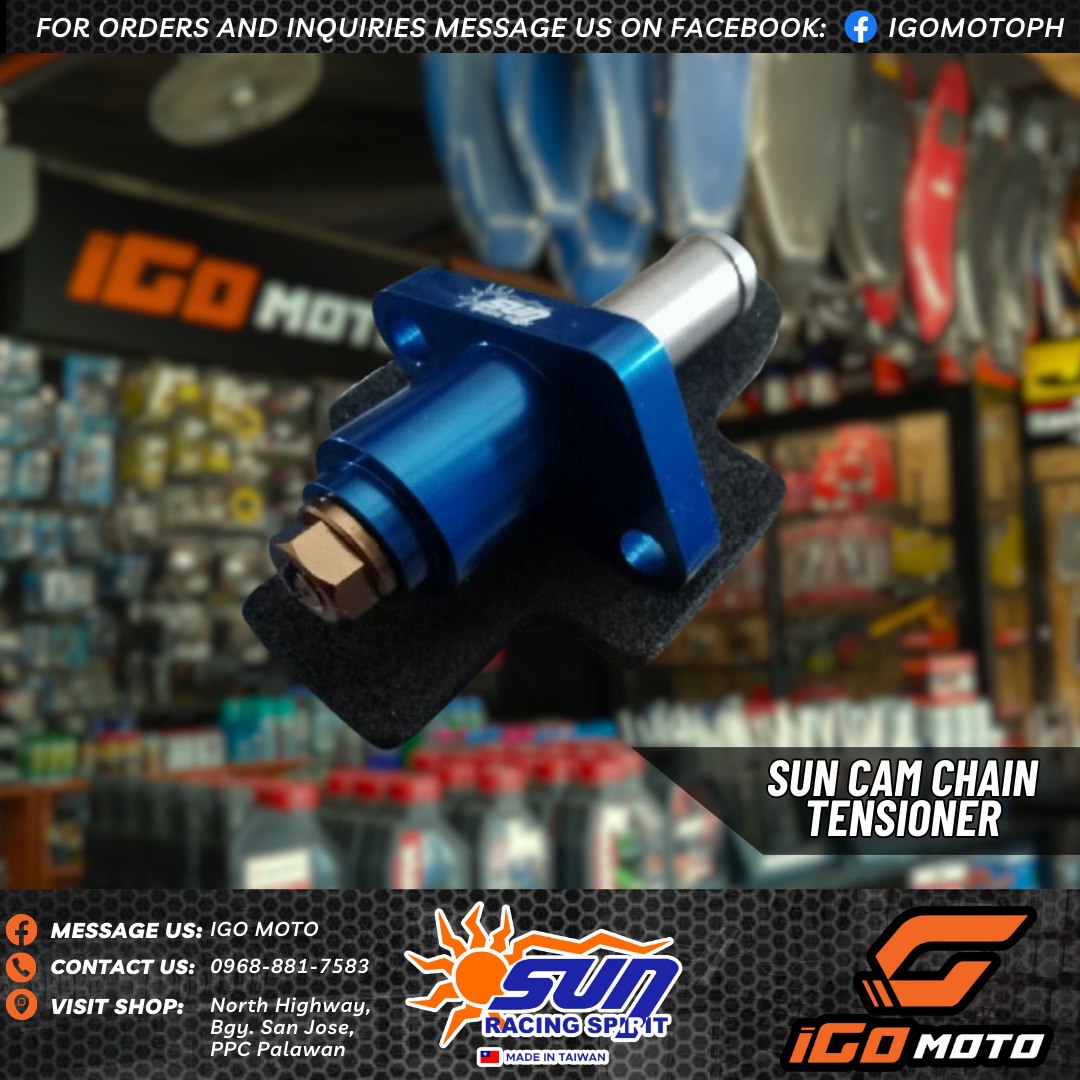 FOR ORDERS AND INQUIRIES MESSAGE US ON FACEBOOK: IGOMOTOPH
iGO MOT
SUN
SUN CAM CHAIN
TENSIONER
MESSAGE US: IGO MOTO
CONTACT US: 0968-881-7583
VISIT SHOP: North Highway,
Bgy. San Jose,
PPC Palawan
SUN
RACING SPIRIT
MADE IN TAIWAN
iGO MOTO